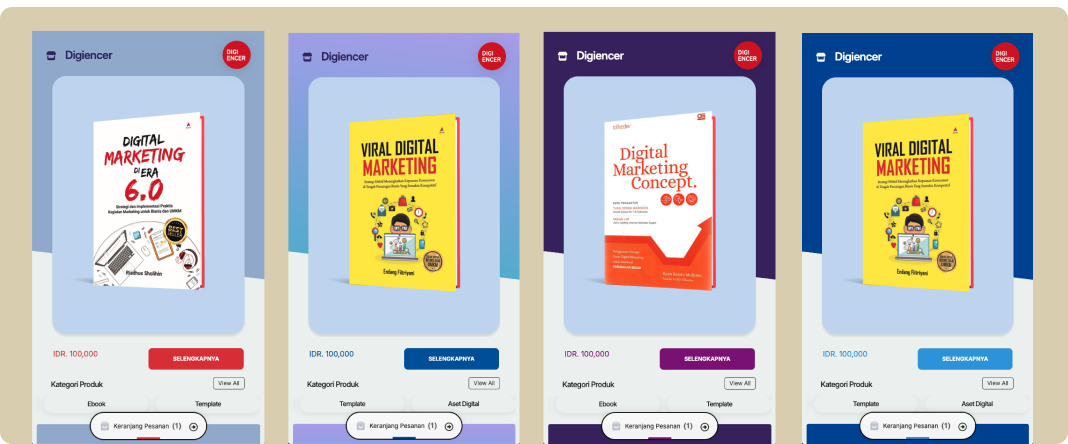 Digiencer
DIGI
ENCER
DIGITAL
MARKETING
DI ERA
6.0
Strategi dan Implementasi Praktis
Kegiatan Marketing untuk Bisnis dan UMKM
BEST
SELLER
Riadhus Sholihin
IDR. 100,000
SELENGKAPNYA
Kategori Produk
View All
Ebook
Template
Keranjang Pesanan (1)
Digiencer
DIGI
ENCER
VIRAL DIGITAL
MARKETING
Endang Fitriyani
IDR. 100,000
SELENGKAPNYA
Kategori Produk
View All
Template
Aset Digital
Keranjang Pesanan (1)
Digiencer
DIGI
ENCER
Digital
Marketing
Concept.
IDR. 100,000
SELENGKAPNYA
Kategori Produk
View All
Ebook
Template
Keranjang Pesanan (1)
Digiencer
DIGI
ENCER
VIRAL DIGITAL
MARKETING
Endang Fitriyani
IDR. 100,000
SELENGKAPNYA
Kategori Produk
View All
Template
Aset Digital
Keranjang Pesanan (1)